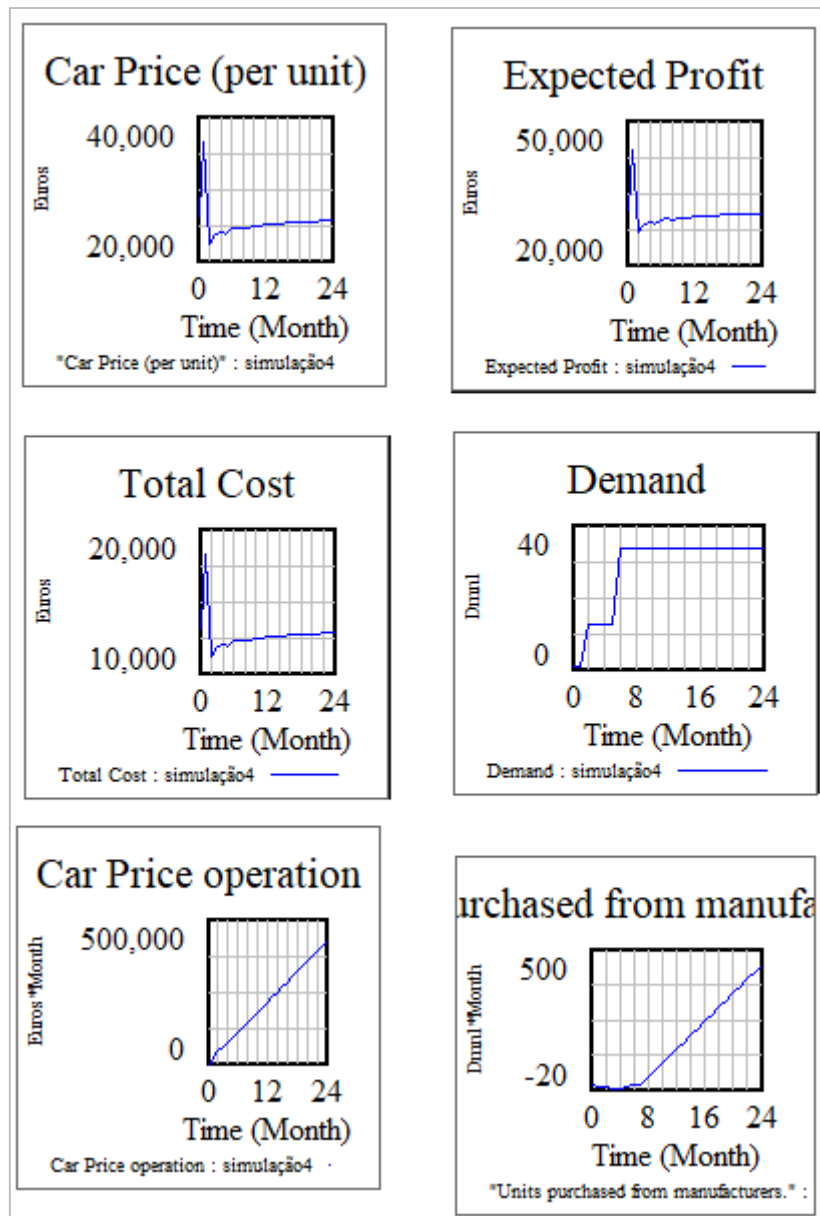 Car Price (per unit)
40,000
Euros
20,000
0 12 24
Time (Month)
"Car Price (per unit)" : simulação4
Expected Profit
50,000
Euros
20,000
0 12 24
Time (Month)
Expected Profit : simulação4
Total Cost
20,000
Euros
10,000
0 12 24
Time (Month)
Total Cost : simulação4
Demand
40
Dmnl
0
0 8 16 24
Time (Month)
Demand : simulação4
Car Price operation
500,000
Euros*Month
0
0 12 24
Time (Month)
Car Price operation : simulação4
urchased from manufa
500
Dmnl*Month
-20
0 8 16 24
Time (Month)
"Units purchased from manufacturers." :